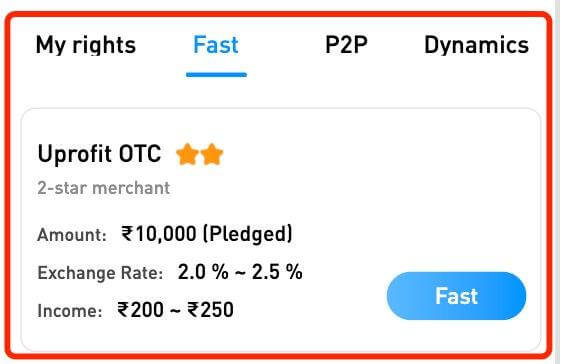 My rights Fast P2P Dynamics
Uprofit OTC
2-star merchant
Amount: ₹10,000 (Pledged)
Exchange Rate: 2.0 % ~ 2.5 %
Income: ₹200 ~ ₹250
Fast